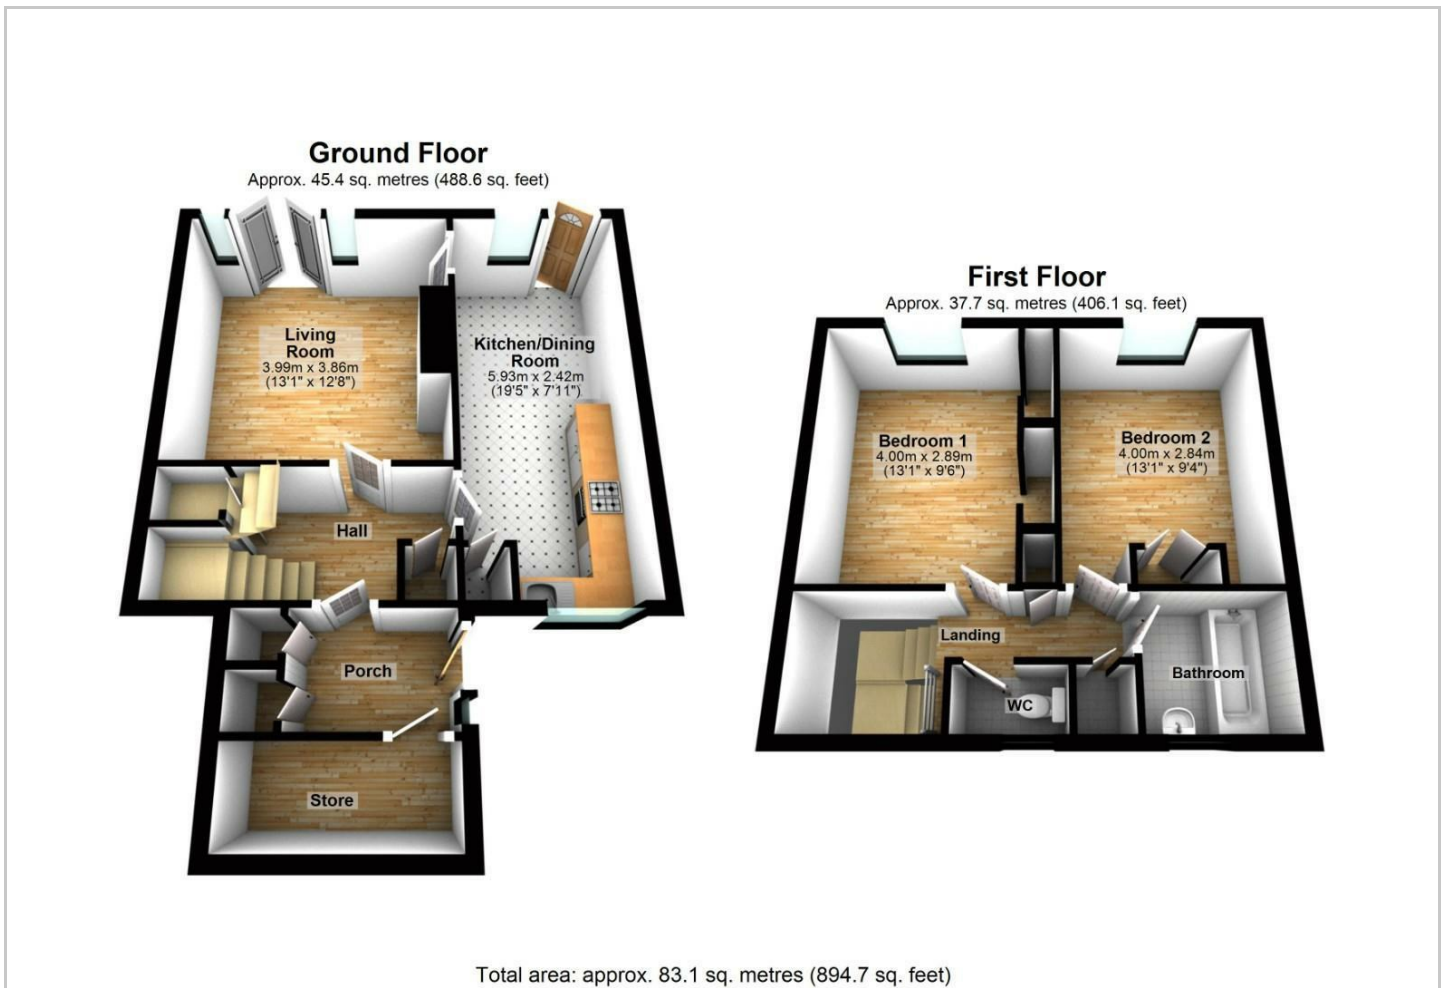 Ground Floor
Approx. 45.4 sq. metres (488.6 sq. feet)
Living
Room
3.99m x 3.86m
(13'1" x 12'8")
Kitchen/Dining
Room
5.93m x 2.42m
(19'5" x 7'11")
Hall
Porch
Store
First Floor
Approx. 37.7 sq. metres (406.1 sq. feet)
Bedroom 1
4.00m x 2.89m
(13'1" x 9'6")
Bedroom 2
4.00m x 2.84m
(13'1" x 9'4")
Landing
WC
Bathroom
Total area: approx. 83.1 sq. metres (894.7 sq. feet)